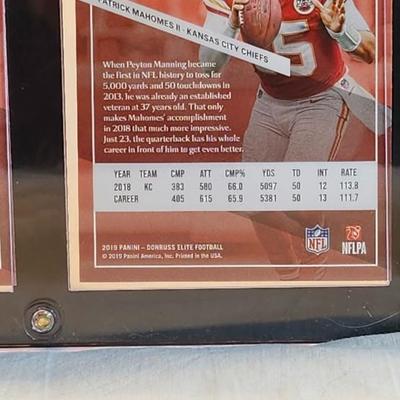 PATRICK MAHOMES II - KANSAS CITY CHIEFS
When Peyton Manning became
the first in NFL history to toss for
5,000 yards and 50 touchdowns in
2013, he was already an established
veteran at 37 years old. That only
makes Mahomes' accomplishment
in 2018 that much more impressive.
Just 23, the quarterback has his whole
career in front of him to get even better.
YEAR TEAM CMP ATT CMP% YDS TD INT RATE
2018 KC 383 580 66.0 5097 50 12 113.8
CAREER 405 615 65.9 5381 50 13 111.7
2019 PANINI – DONRUSS ELITE FOOTBALL
© 2019 Panini America, Inc. Printed in the USA.
NFL
NFLPA